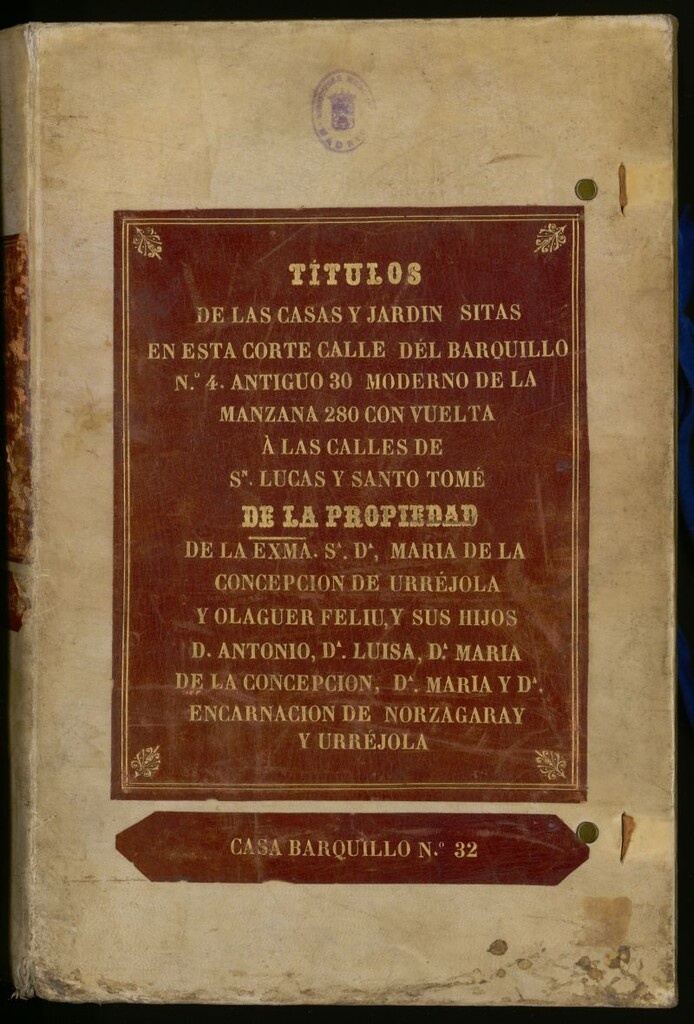 TÍTULOS
DE LAS CASAS Y JARDIN SITAS
EN ESTA CORTE CALLE DÉL BARQUILLO
N.º 4. ANTIGUO 30 MODERNO DE LA
MANZANA 280 CON VUELTA
À LAS CALLES DE
Sⁿ. LUCAS Y SANTO TOMÉ
DE LA PROPIEDAD
DE LA EXMA. Sᴬ. Dᴬ, MARIA DE LA
CONCEPCION DE URRÉJOLA
Y OLAGUER FELIU, Y SUS HIJOS
D. ANTONIO, Dᴬ. LUISA, Dᴬ. MARIA
DE LA CONCEPCION, Dᴬ. MARIA Y Dᴬ.
ENCARNACION DE NORZAGARAY
Y URRÉJOLA
CASA BARQUILLO N.º 32